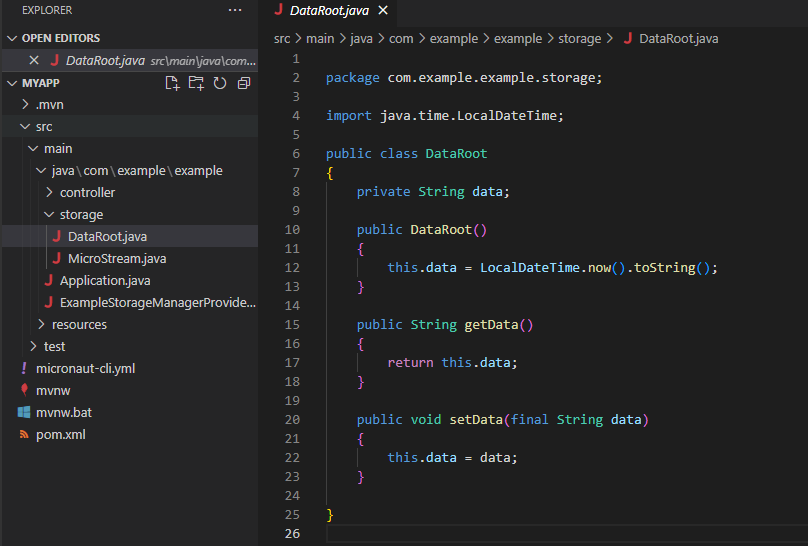 EXPLORER
···
OPEN EDITORS
DataRoot.java src\main\java\com...
MYAPP
.mvn
src
main
java\com\example\example
controller
storage
DataRoot.java
MicroStream.java
Application.java
ExampleStorageManagerProvide...
resources
test
micronaut-cli.yml
mvnw
mvnw.bat
pom.xml
DataRoot.java
src > main > java > com > example > example > storage > DataRoot.java
1
2 package com.example.example.storage;
3
4 import java.time.LocalDateTime;
5
6 public class DataRoot
7 {
8 private String data;
9
10 public DataRoot()
11 {
12 this.data = LocalDateTime.now().toString();
13 }
14
15 public String getData()
16 {
17 return this.data;
18 }
19
20 public void setData(final String data)
21 {
22 this.data = data;
23 }
24
25 }
26